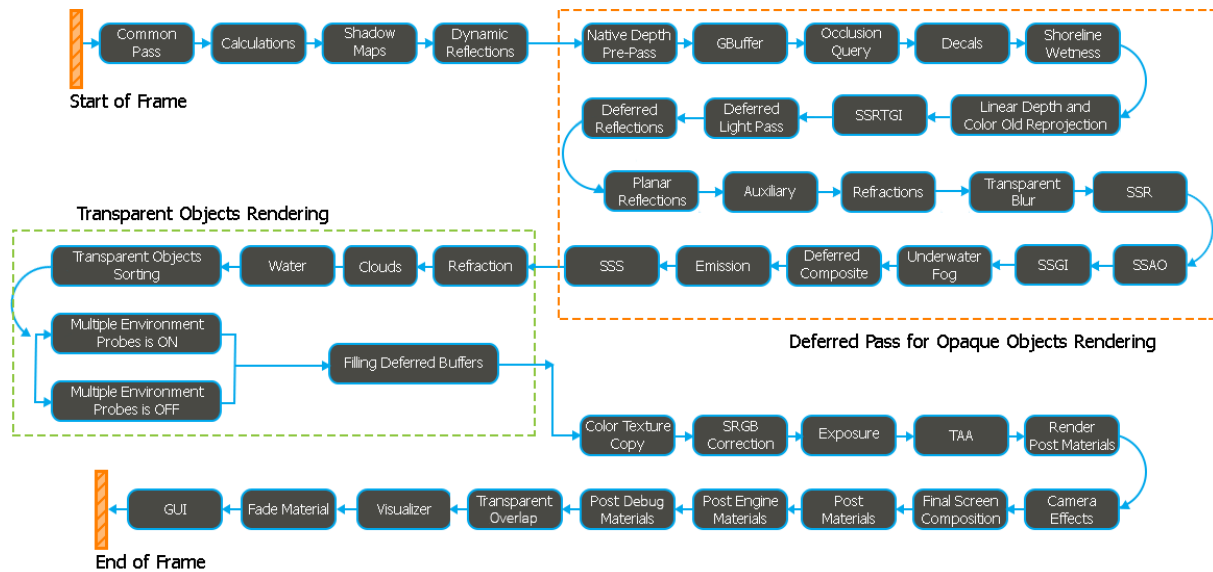 Common
Pass
Calculations
Shadow
Maps
Dynamic
Reflections
Native Depth
Pre-Pass
GBuffer
Occlusion
Query
Decals
Shoreline
Wetness
Start of Frame
Deferred
Reflections
Deferred
Light Pass
SSRTGI
Linear Depth and
Color Old Reprojection
Planar
Reflections
Auxiliary
Refractions
Transparent
Blur
SSR
Transparent Objects Rendering
Transparent Objects
Sorting
Water
Clouds
Refraction
SSS
Emission
Deferred
Composite
Underwater
Fog
SSGI
SSAO
Multiple Environment
Probes is ON
Filling Deferred Buffers
Multiple Environment
Probes is OFF
Deferred Pass for Opaque Objects Rendering
Color Texture
Copy
SRGB
Correction
Exposure
TAA
Render
Post Materials
GUI
Fade Material
Visualizer
Transparent
Overlap
Post Debug
Materials
Post Engine
Materials
Post
Materials
Final Screen
Composition
Camera
Effects
End of Frame